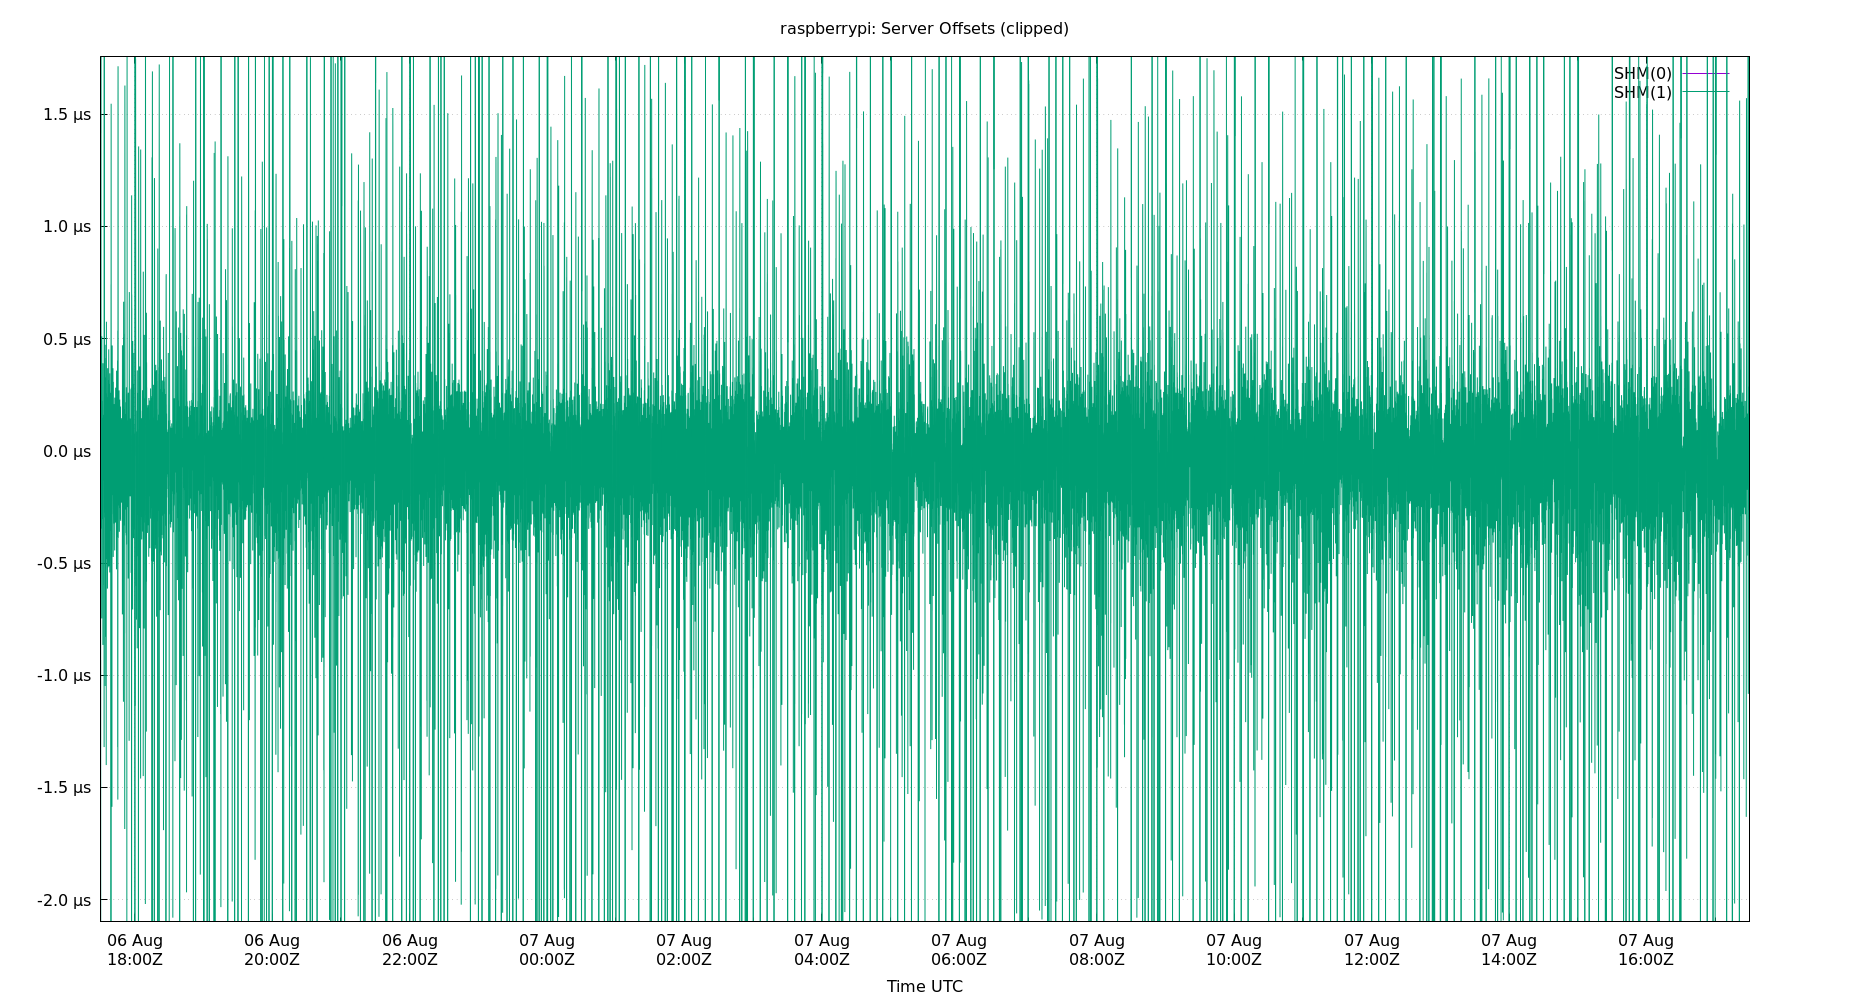 raspberrypi: Server Offsets (clipped)
SHM(0)
SHM(1)
1.5 µs
1.0 µs
0.5 µs
0.0 µs
-0.5 µs
-1.0 µs
-1.5 µs
-2.0 µs
06 Aug 06 Aug 06 Aug 07 Aug 07 Aug 07 Aug 07 Aug 07 Aug 07 Aug 07 Aug 07 Aug 07 Aug
18:00Z 20:00Z 22:00Z 00:00Z 02:00Z 04:00Z 06:00Z 08:00Z 10:00Z 12:00Z 14:00Z 16:00Z
Time UTC